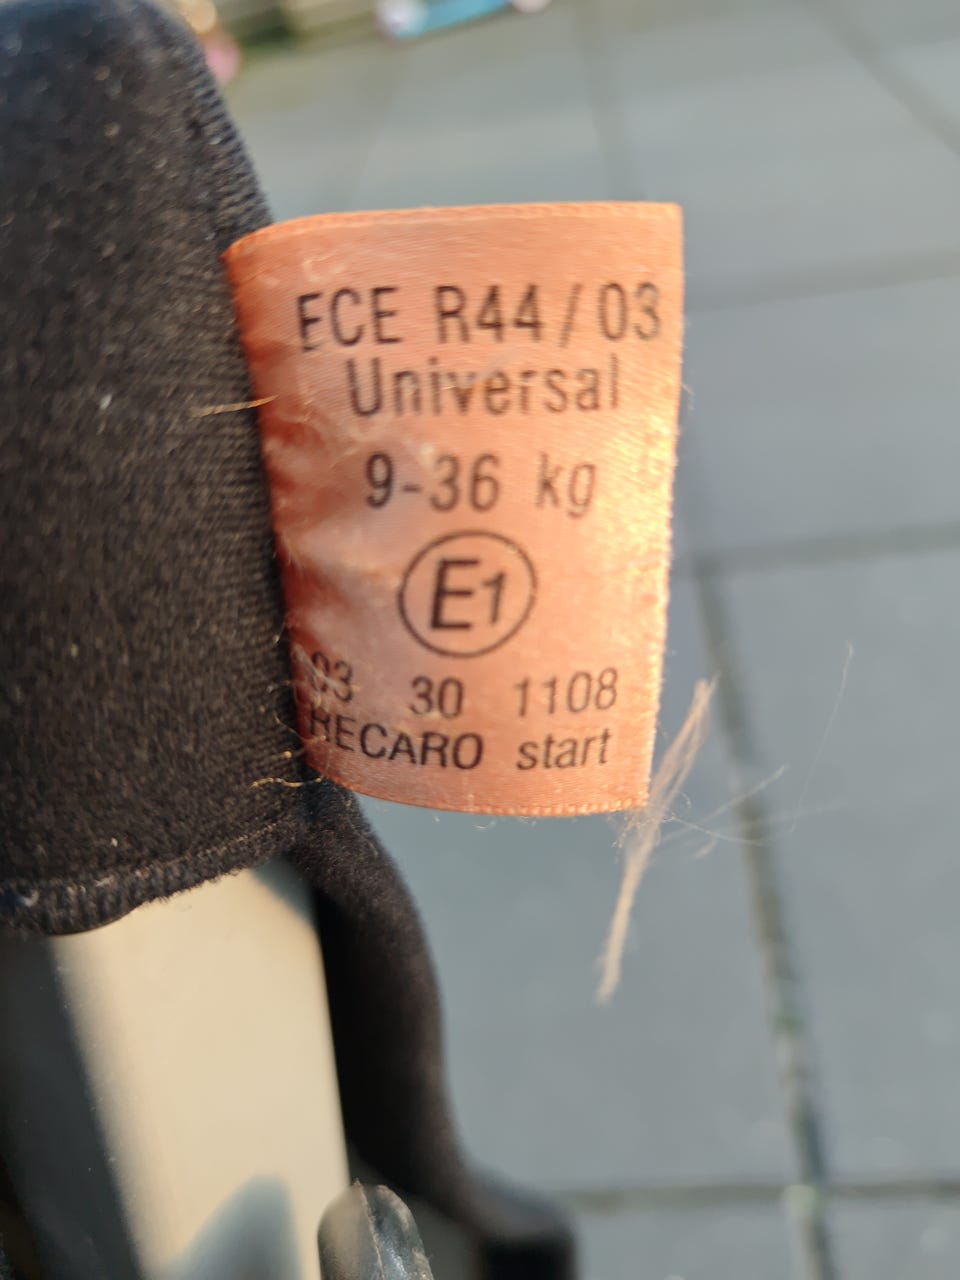 ECE R44/03
Universal
9-36 kg
E1
03 30 1108
RECARO start